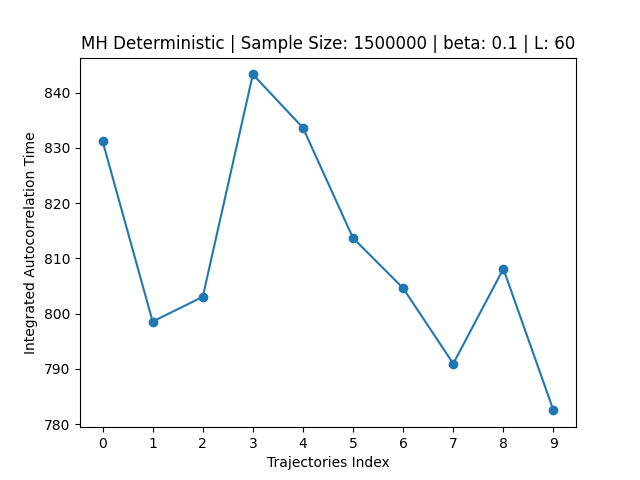 MH Deterministic | Sample Size: 1500000 | beta: 0.1 | L: 60
Integrated Autocorrelation Time
840
830
820
810
800
790
780
0 1 2 3 4 5 6 7 8 9
Trajectories Index